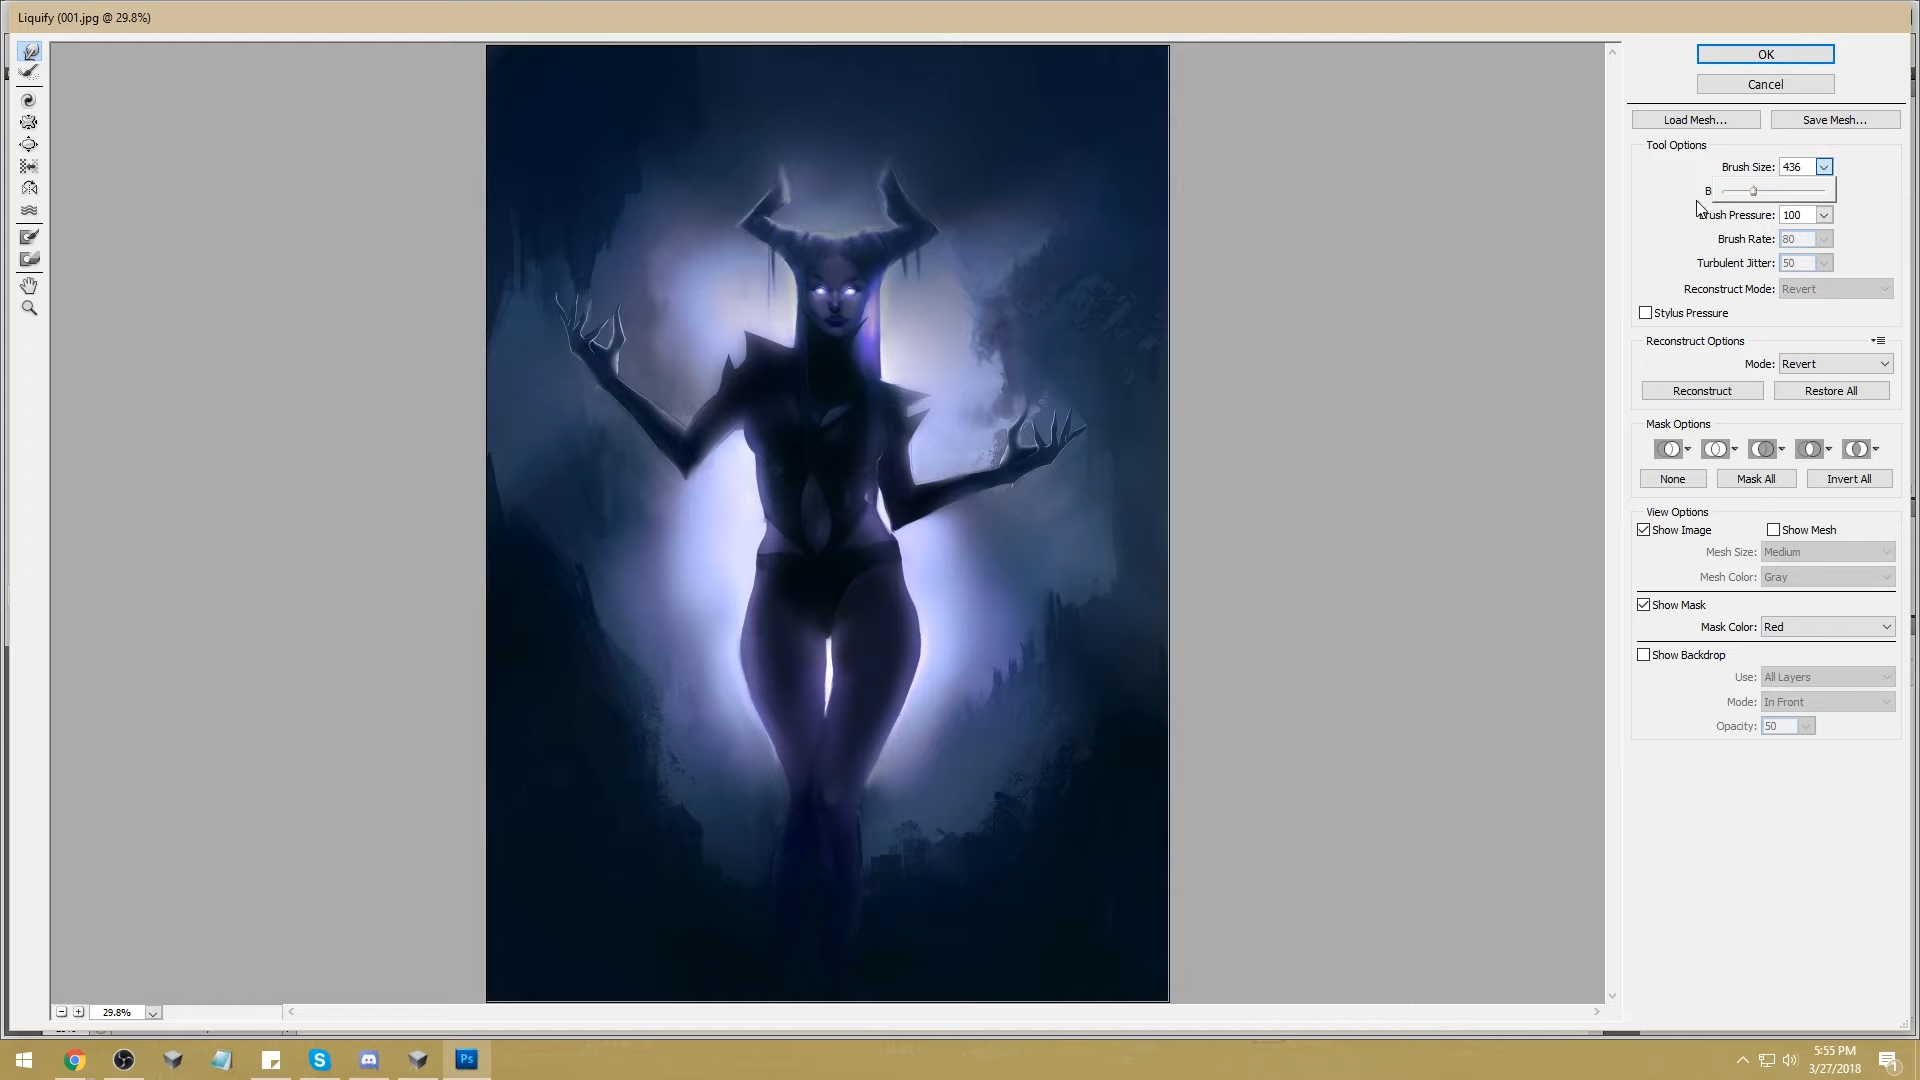 Liquify (001.jpg @ 29.8%)
OK
Cancel
Load Mesh... Save Mesh...
Tool Options
Brush Size: 436
B
Brush Pressure: 100
Brush Rate: 80
Turbulent Jitter: 50
Reconstruct Mode: Revert
Stylus Pressure
Reconstruct Options
Mode: Revert
Reconstruct Restore All
Mask Options
None Mask All Invert All
View Options
Show Image Show Mesh
Mesh Size: Medium
Mesh Color: Gray
Show Mask
Mask Color: Red
Show Backdrop
Use: All Layers
Mode: In Front
Opacity: 50
29.8%
Ps
5:55 PM
3/27/2018
1